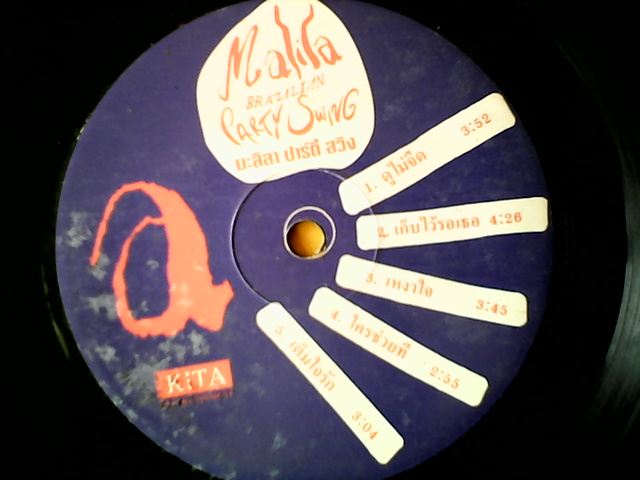 Malila
BRAZILIAN
PARTY SWING
มะลิลา ปาร์ตี้ สวิง
1. ดูไม่จืด 3:52
2. เก็บไว้รอเธอ 4:26
3. เหงาใจ 3:45
4. ใครช่วยที 2:55
5. เต็มใจรัก 3:04
a
KiTA